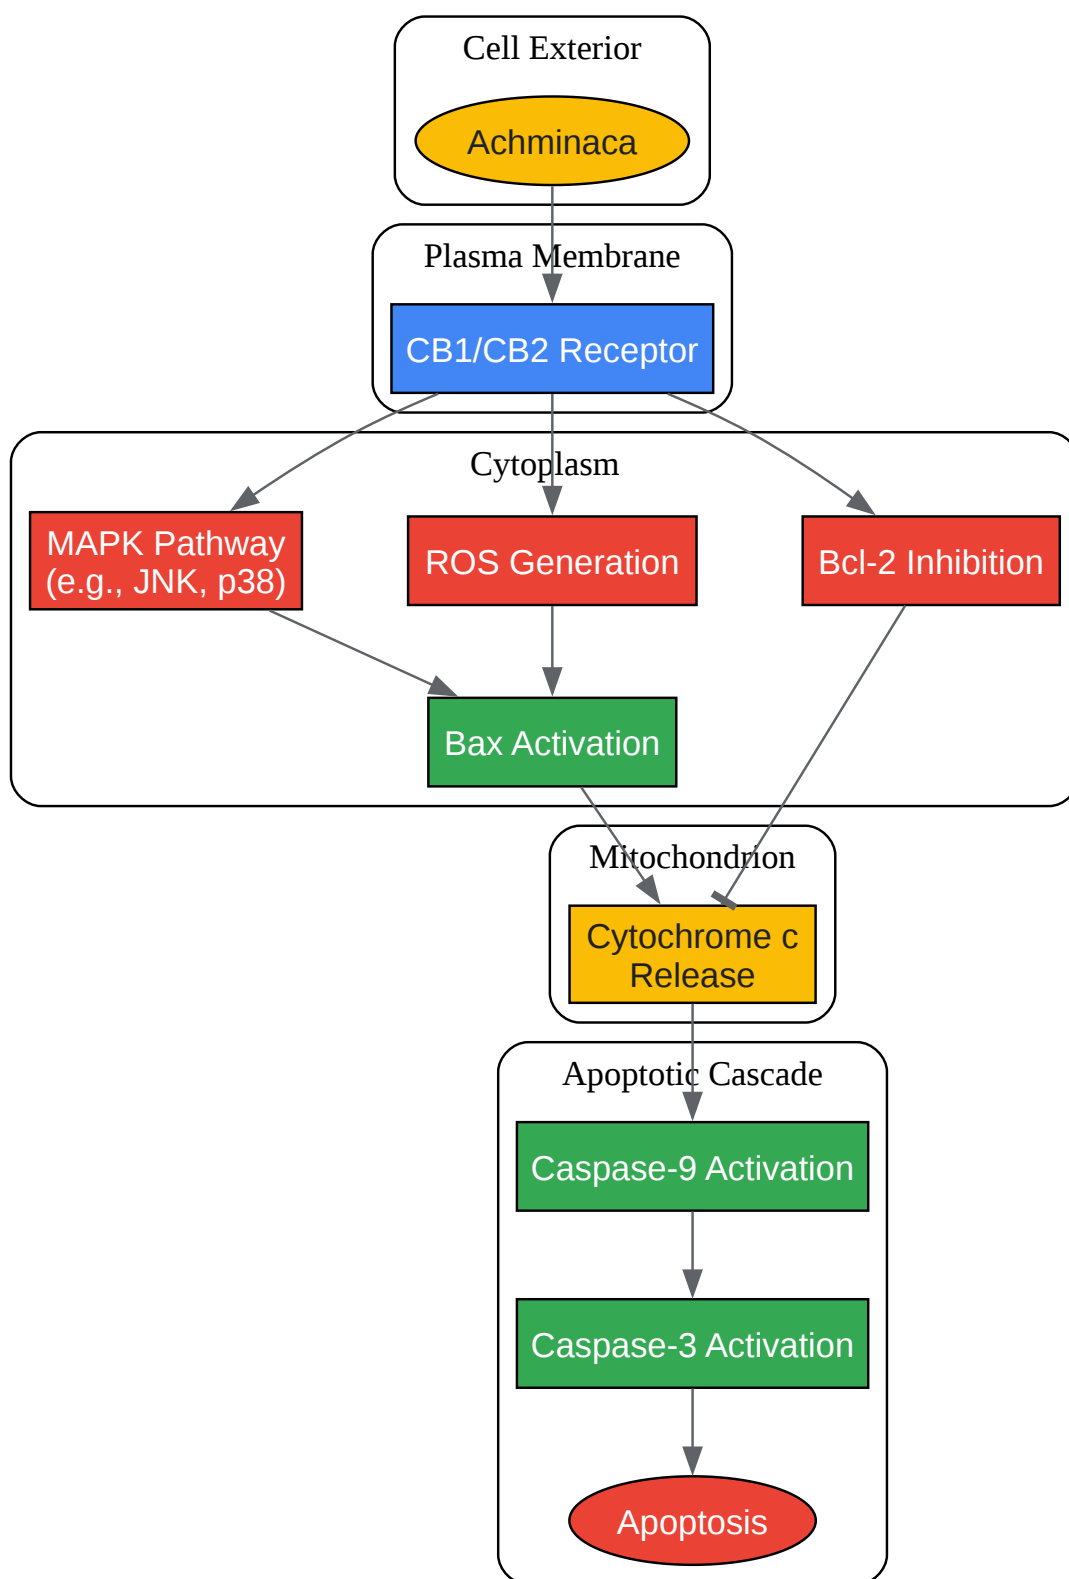 Cell Exterior
Achminaca
Plasma Membrane
CB1/CB2 Receptor
Cytoplasm
MAPK Pathway
(e.g., JNK, p38)
ROS Generation
Bcl-2 Inhibition
Bax Activation
Mitochondrion
Cytochrome c
Release
Apoptotic Cascade
Caspase-9 Activation
Caspase-3 Activation
Apoptosis